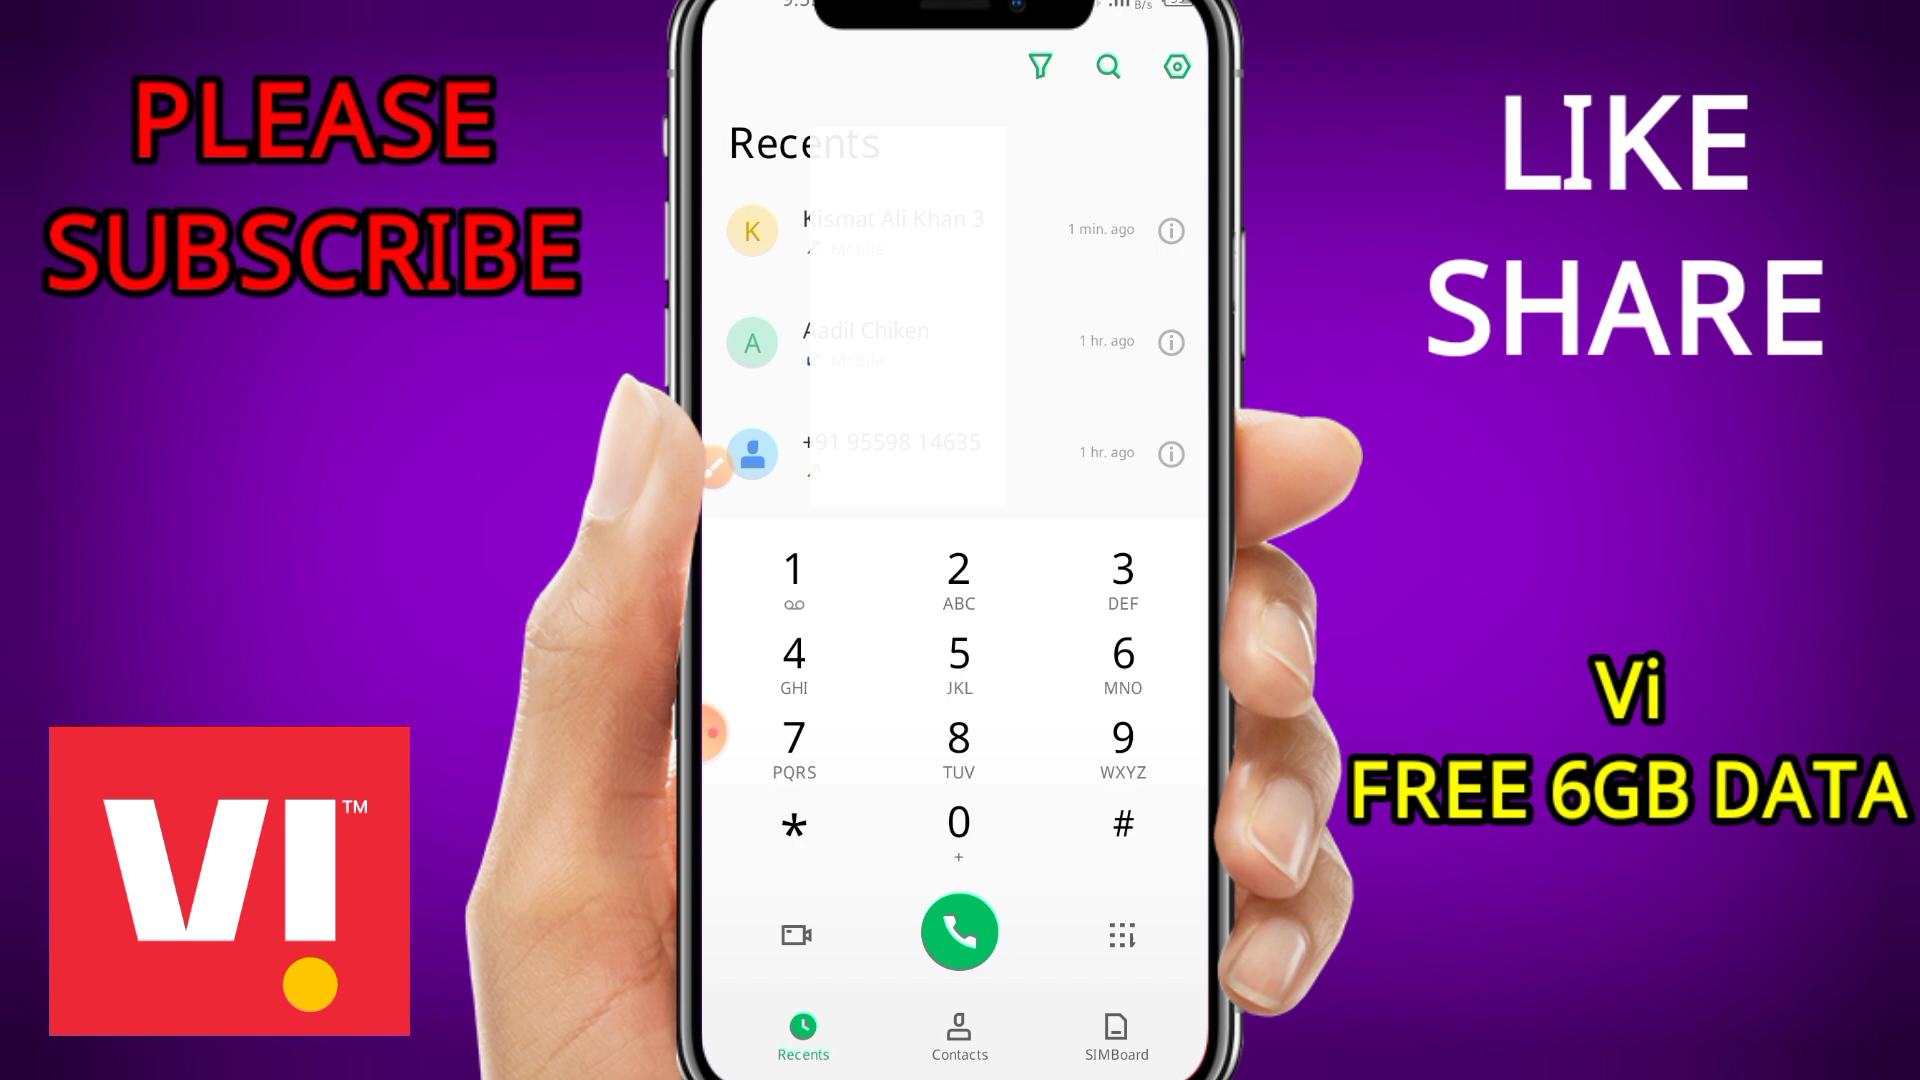 PLEASE
SUBSCRIBE
LIKE
SHARE
Vi
FREE 6GB DATA
VI™
B/s
Recents
K
Kismat Ali Khan 3
Mobile
1 min. ago
A
Aadil Chiken
Mobile
1 hr. ago
+91 95598 14635
1 hr. ago
1 2 3
ABC DEF
4 5 6
GHI JKL MNO
7 8 9
PQRS TUV WXYZ
* 0 #
+
Recents Contacts SIMBoard